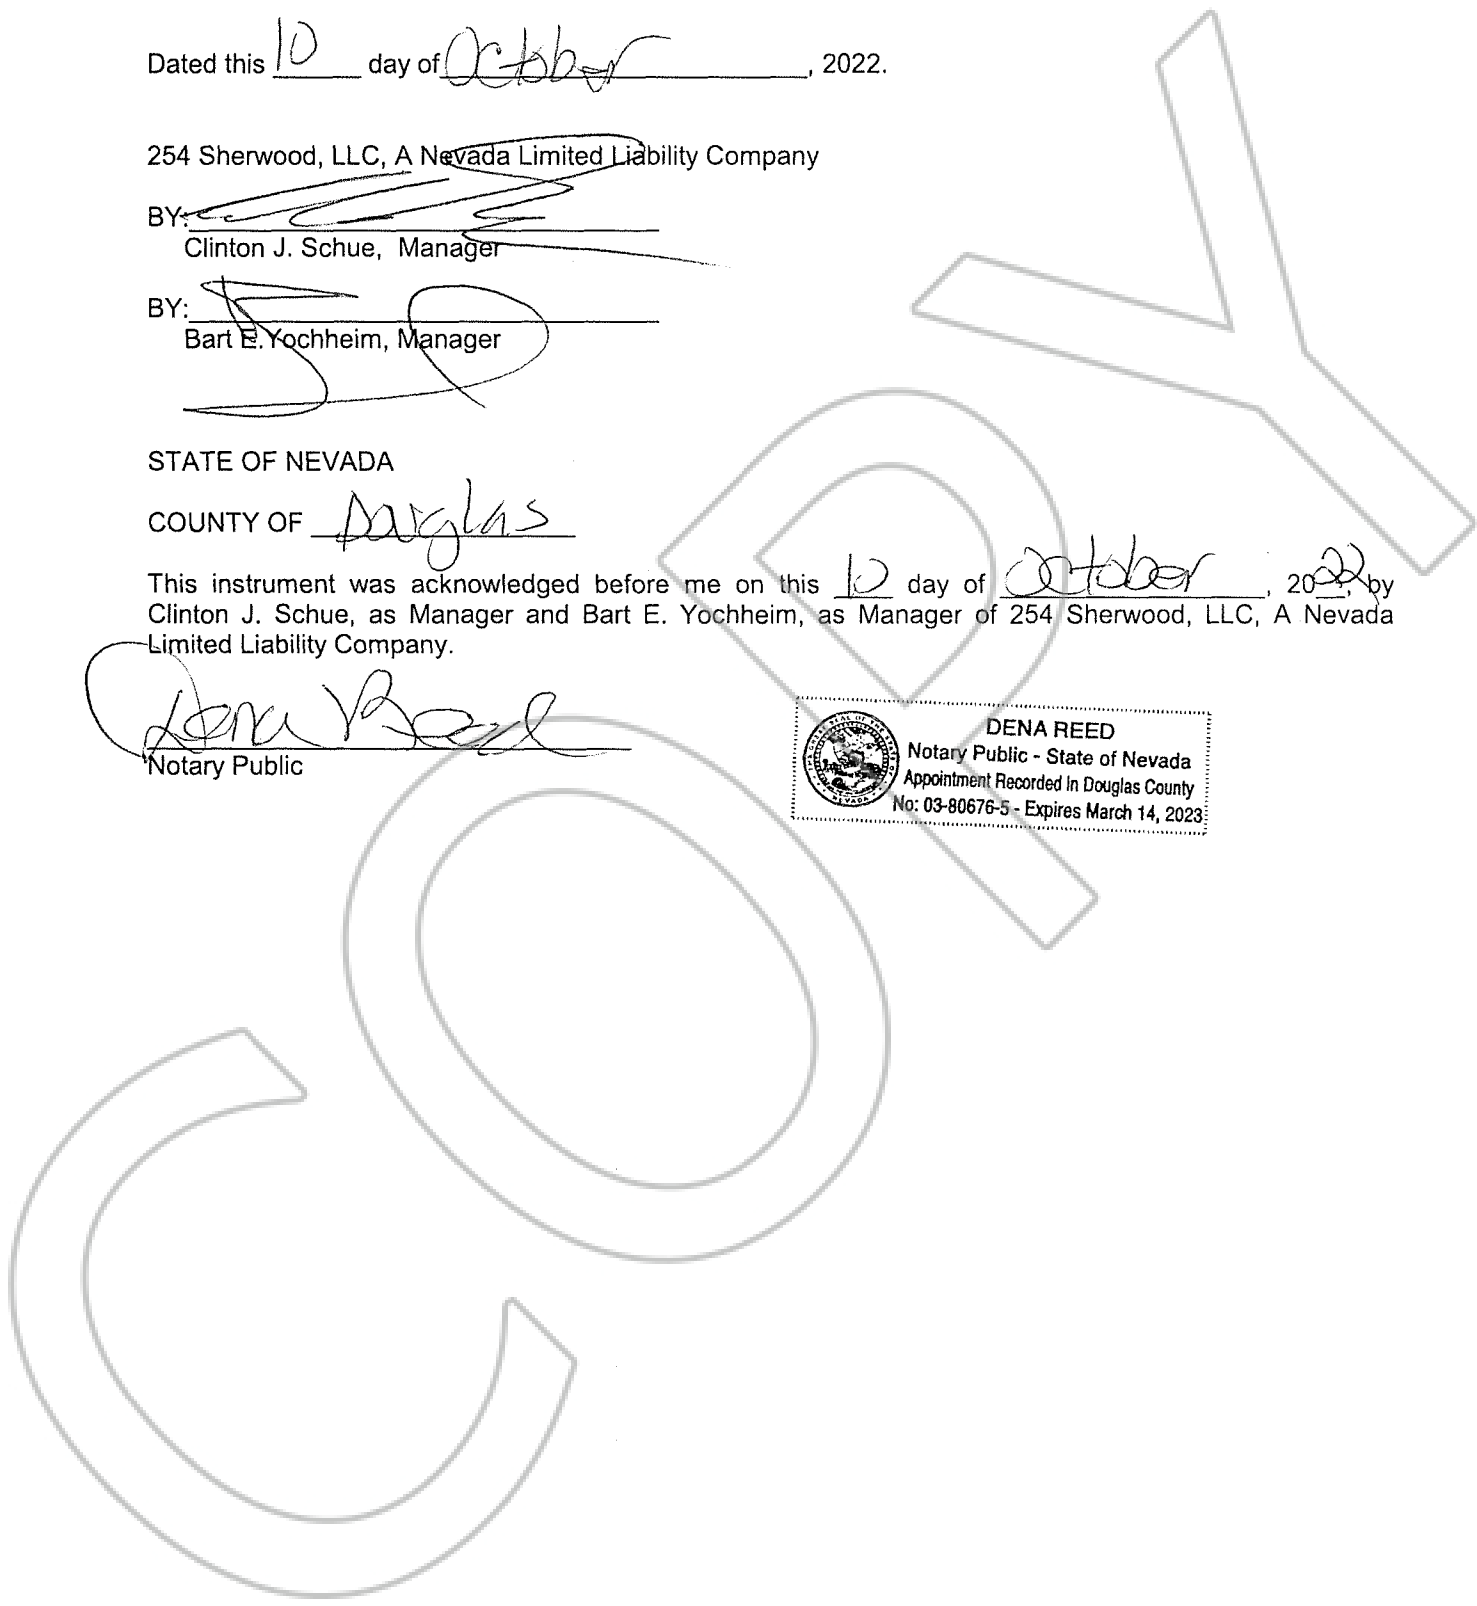 Dated this 10 day of October, 2022.
254 Sherwood, LLC, A Nevada Limited Liability Company
BY:
Clinton J. Schue, Manager
BY:
Bart E. Yochheim, Manager
STATE OF NEVADA
COUNTY OF Douglas
This instrument was acknowledged before me on this 10 day of October, 2022, by
Clinton J. Schue, as Manager and Bart E. Yochheim, as Manager of 254 Sherwood, LLC, A Nevada
Limited Liability Company.
Dena Reed
Notary Public
DENA REED
Notary Public - State of Nevada
Appointment Recorded In Douglas County
No: 03-80676-5 - Expires March 14, 2023
COPY